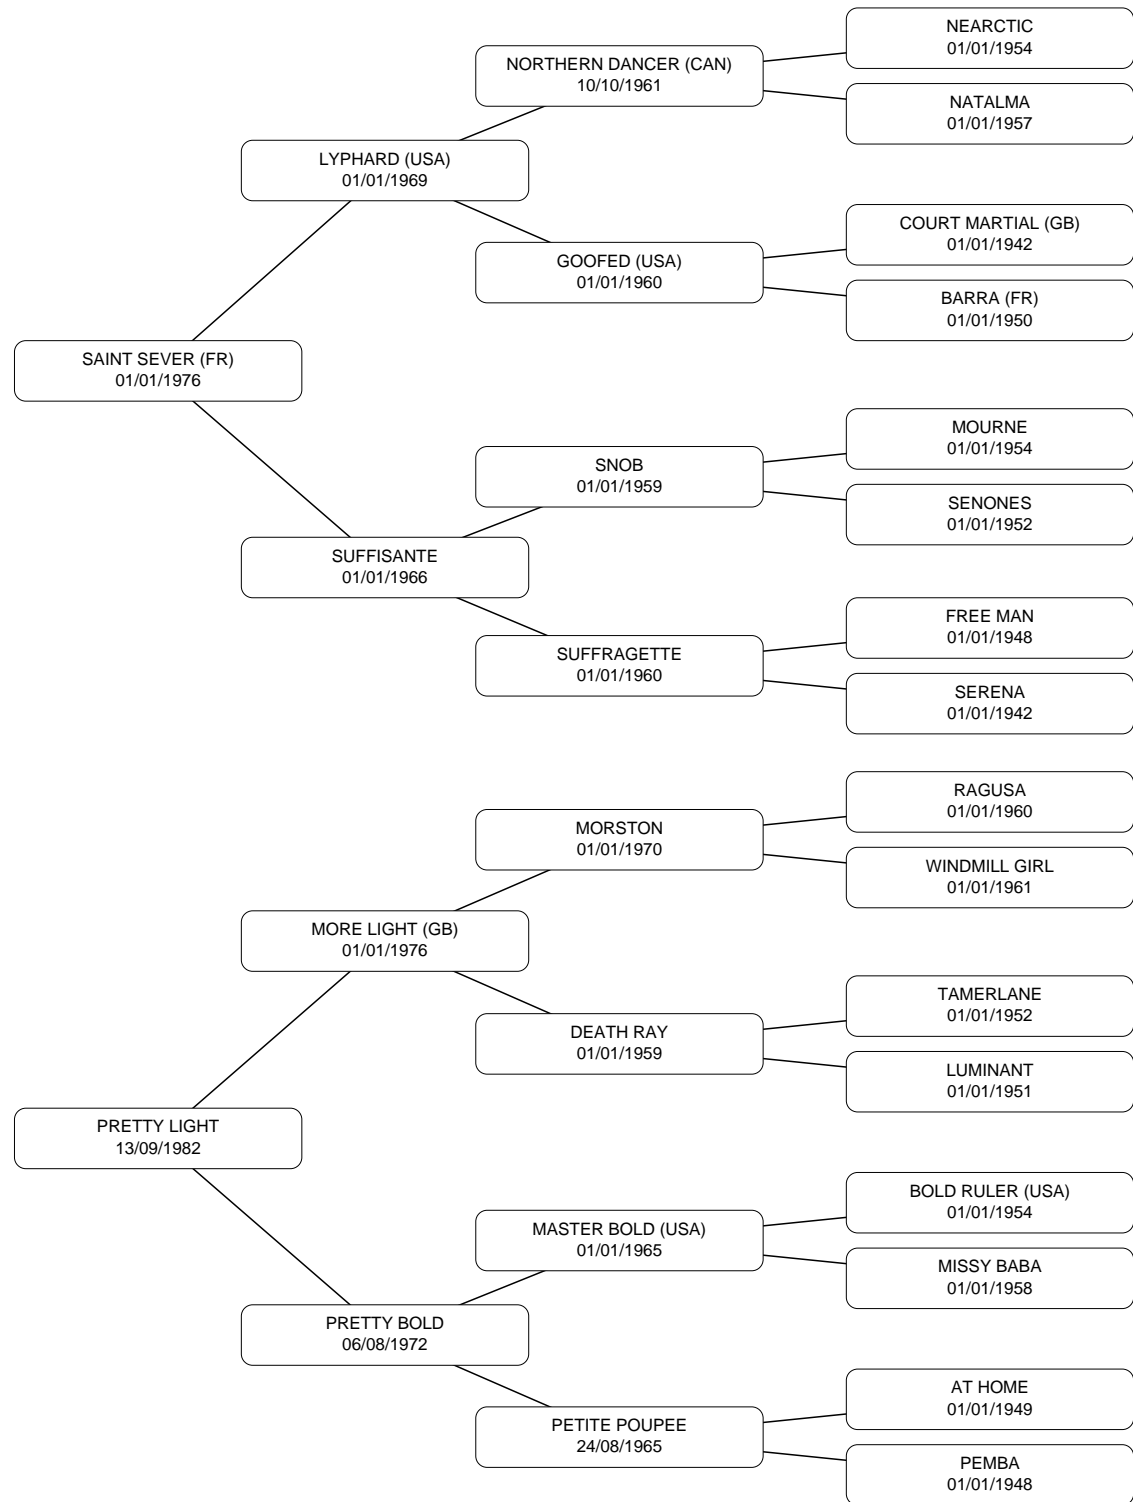 NEARCTIC
01/01/1954
NORTHERN DANCER (CAN)
10/10/1961
NATALMA
01/01/1957
LYPHARD (USA)
01/01/1969
COURT MARTIAL (GB)
01/01/1942
GOOFED (USA)
01/01/1960
BARRA (FR)
01/01/1950
SAINT SEVER (FR)
01/01/1976
MOURNE
01/01/1954
SNOB
01/01/1959
SENONES
01/01/1952
SUFFISANTE
01/01/1966
FREE MAN
01/01/1948
SUFFRAGETTE
01/01/1960
SERENA
01/01/1942
RAGUSA
01/01/1960
MORSTON
01/01/1970
WINDMILL GIRL
01/01/1961
MORE LIGHT (GB)
01/01/1976
TAMERLANE
01/01/1952
DEATH RAY
01/01/1959
LUMINANT
01/01/1951
PRETTY LIGHT
13/09/1982
BOLD RULER (USA)
01/01/1954
MASTER BOLD (USA)
01/01/1965
MISSY BABA
01/01/1958
PRETTY BOLD
06/08/1972
AT HOME
01/01/1949
PETITE POUPEE
24/08/1965
PEMBA
01/01/1948